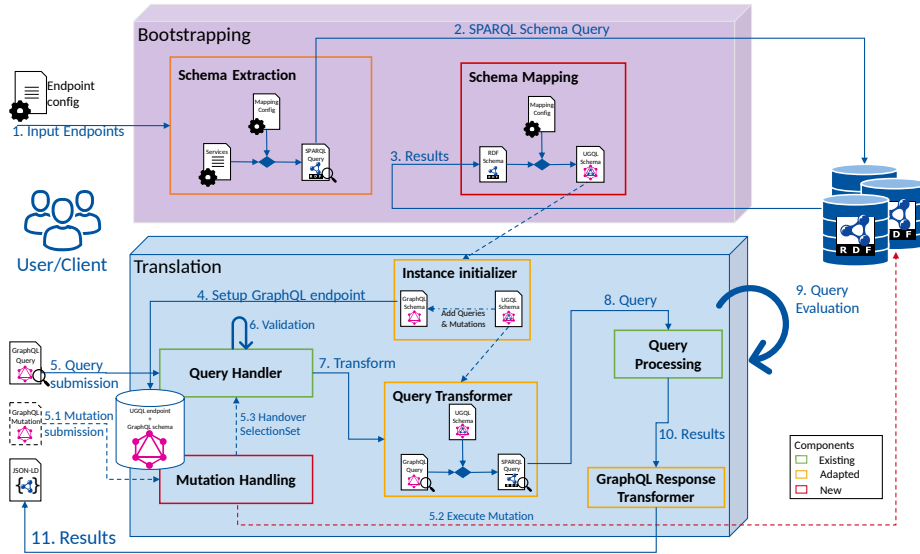 Bootstrapping
2. SPARQL Schema Query
Schema Extraction
Mapping
Config
Services
SPARQL
Query
Schema Mapping
Mapping
Config
RDF
Schema
UGQL
Schema
Endpoint
config
1. Input Endpoints
3. Results
User/Client
RDF
DF
Translation
Instance initializer
GraphQL
Schema
Add Queries
& Mutations
UGQL
Schema
4. Setup GraphQL endpoint
8. Query
9. Query
Evaluation
6. Validation
GraphQL
Query
5. Query
submission
Query Handler
7. Transform
Query
Processing
Query Transformer
UGQL
Schema
GraphQL
Query
SPARQL
Query
UGQL endpoint
+
GraphQL schema
GraphQL
Mutation
5.1 Mutation
submission
5.3 Handover
SelectionSet
10. Results
JSON-LD
Mutation Handling
GraphQL Response
Transformer
5.2 Execute Mutation
11. Results
Components
Existing
Adapted
New